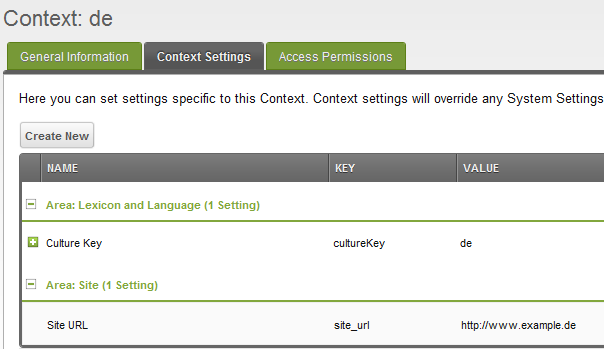 Context: de
General Information Context Settings Access Permissions
Here you can set settings specific to this Context. Context settings will override any System Settings
Create New
NAME KEY VALUE
Area: Lexicon and Language (1 Setting)
Culture Key cultureKey de
Area: Site (1 Setting)
Site URL site_url http://www.example.de